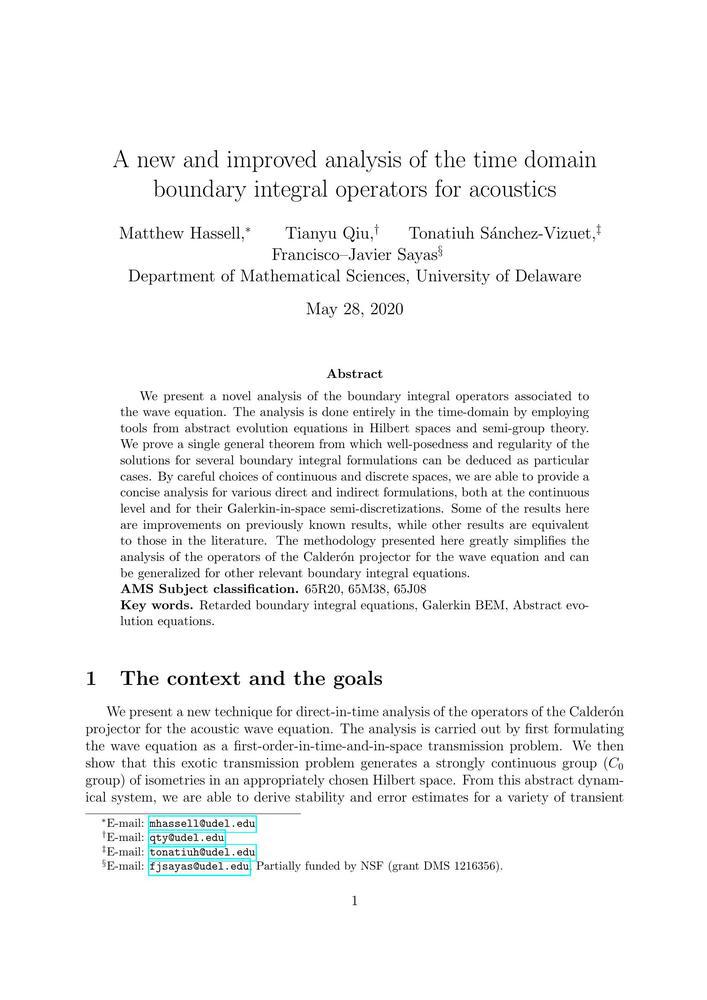 A new and improved analysis of the time domain
boundary integral operators for acoustics
Matthew Hassell,* Tianyu Qiu,† Tonatiuh Sánchez-Vizuet,‡
Francisco–Javier Sayas§
Department of Mathematical Sciences, University of Delaware
May 28, 2020
Abstract
We present a novel analysis of the boundary integral operators associated to
the wave equation. The analysis is done entirely in the time-domain by employing
tools from abstract evolution equations in Hilbert spaces and semi-group theory.
We prove a single general theorem from which well-posedness and regularity of the
solutions for several boundary integral formulations can be deduced as particular
cases. By careful choices of continuous and discrete spaces, we are able to provide a
concise analysis for various direct and indirect formulations, both at the continuous
level and for their Galerkin-in-space semi-discretizations. Some of the results here
are improvements on previously known results, while other results are equivalent
to those in the literature. The methodology presented here greatly simplifies the
analysis of the operators of the Calderón projector for the wave equation and can
be generalized for other relevant boundary integral equations.
AMS Subject classification. 65R20, 65M38, 65J08
Key words. Retarded boundary integral equations, Galerkin BEM, Abstract evo-
lution equations.
1 The context and the goals
We present a new technique for direct-in-time analysis of the operators of the Calderón
projector for the acoustic wave equation. The analysis is carried out by first formulating
the wave equation as a first-order-in-time-and-in-space transmission problem. We then
show that this exotic transmission problem generates a strongly continuous group (C₀
group) of isometries in an appropriately chosen Hilbert space. From this abstract dynam-
ical system, we are able to derive stability and error estimates for a variety of transient
*E-mail: mhassell@udel.edu
†E-mail: qty@udel.edu
‡E-mail: tonatiuh@udel.edu
§E-mail: fjsayas@udel.edu Partially funded by NSF (grant DMS 1216356).
1